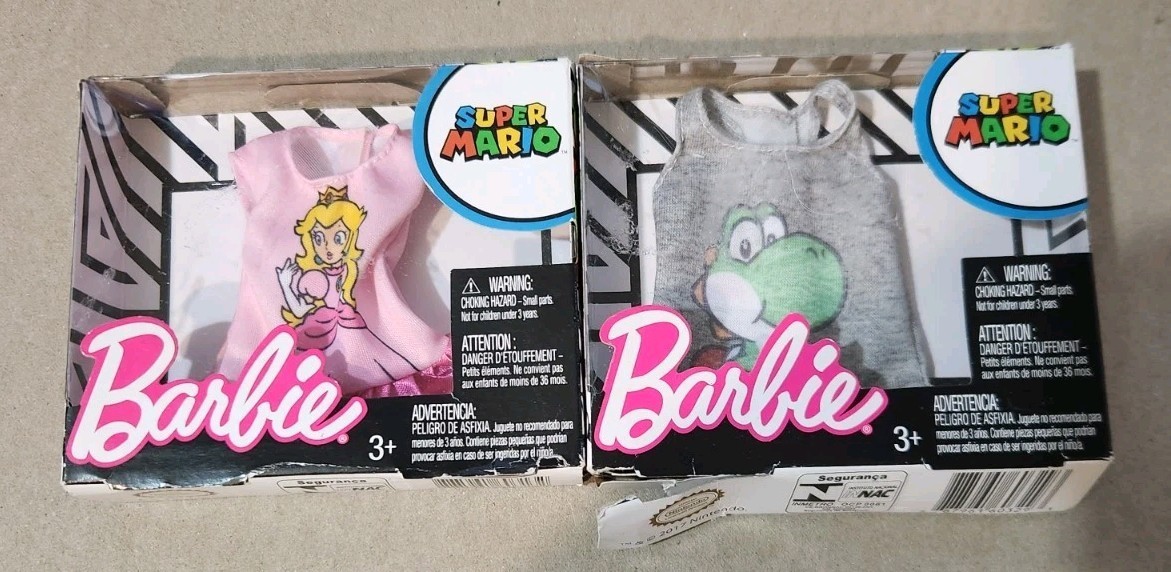 SUPER
MARIO™
⚠ WARNING:
CHOKING HAZARD – Small parts.
Not for children under 3 years.
ATTENTION :
DANGER D'ÉTOUFFEMENT –
Petits éléments. Ne convient pas
aux enfants de moins de 36 mois.
ADVERTENCIA:
PELIGRO DE ASFIXIA. Juguete no recomendado para
menores de 3 años. Contiene piezas pequeñas que podrían
provocar asfixia en caso de ser ingeridas por el niño/a.
Barbie®
3+
Segurança
SUPER
MARIO
⚠ WARNING:
CHOKING HAZARD – Small parts.
Not for children under 3 years.
ATTENTION :
DANGER D'ÉTOUFFEMENT –
Petits éléments. Ne convient pas
aux enfants de moins de 36 mois.
ADVERTENCIA:
PELIGRO DE ASFIXIA. Juguete no recomendado para
menores de 3 años. Contiene piezas pequeñas que podrían
provocar asfixia en caso de ser ingeridas por el niño/a.
Barbie®
3+
Segurança
INMETRO
NAC
Nintendo
™ & © 2017 Nintendo.